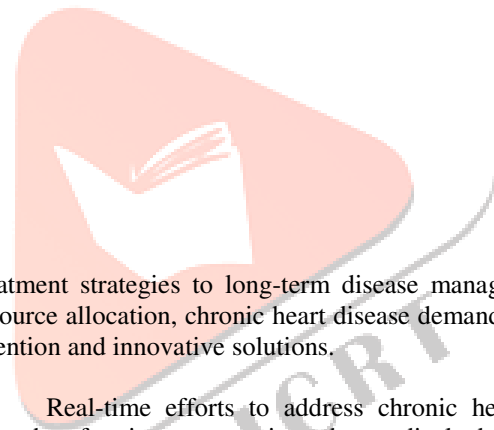 atment strategies to long-term disease manag
ource allocation, chronic heart disease demand
ention and innovative solutions.
Real-time efforts to address chronic he
CRT